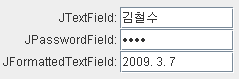 JTextField: 김철수
JPasswordField: ••••
JFormattedTextField: 2009. 3. 7